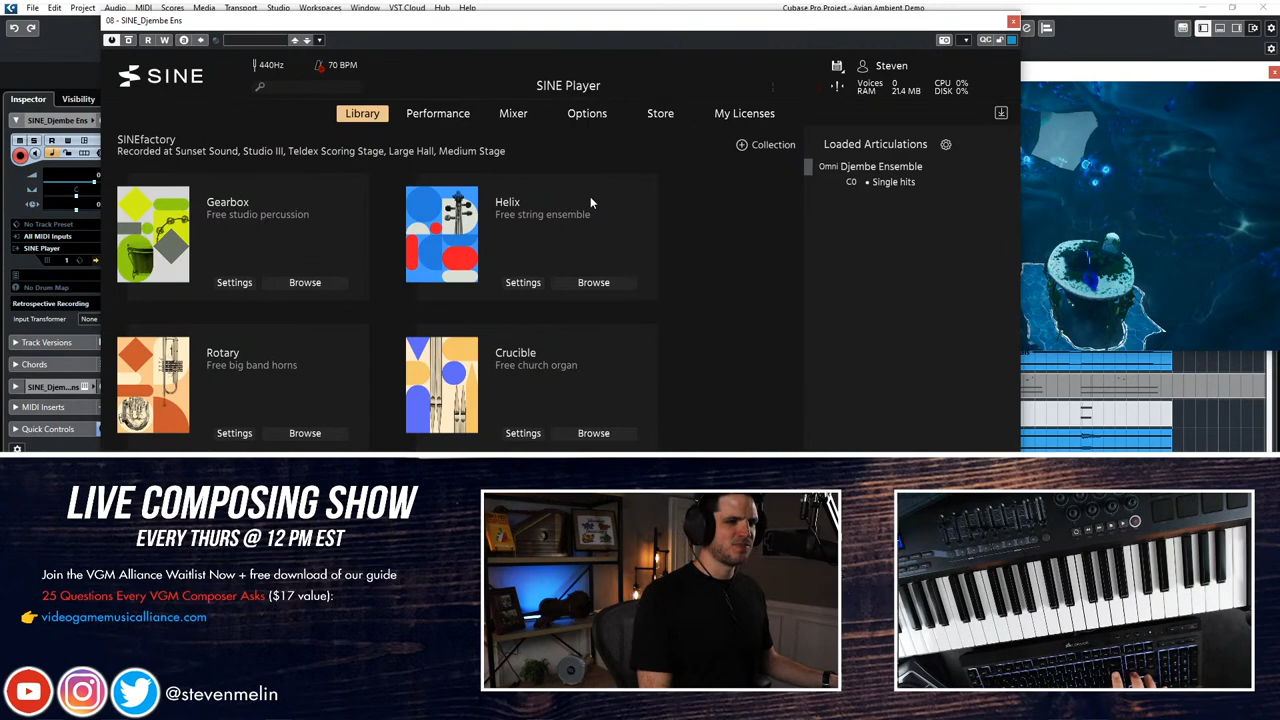 File Edit Project Audio MIDI Scores Media Transport Studio Workspaces Window VST Cloud Hub Help
Cubase Pro Project - Avian Ambient Demo
08 - SINE_Djembe Ens
R W a
QC
SINE
440Hz
70 BPM
SINE Player
Steven
Voices 0
RAM 21.4 MB
CPU 0%
DISK 0%
Library Performance Mixer Options Store My Licenses
Inspector Visibility
SINE_Djembe Ens
M S R W
No Track Preset
All MIDI Inputs
SINE Player
1
No Drum Map
Retrospective Recording
Input Transformer None
Track Versions
Chords
SINE_Djem...ns
MIDI Inserts
Quick Controls
SINEfactory
Recorded at Sunset Sound, Studio III, Teldex Scoring Stage, Large Hall, Medium Stage
Collection
Gearbox
Free studio percussion
Settings Browse
Helix
Free string ensemble
Settings Browse
Rotary
Free big band horns
Settings Browse
Crucible
Free church organ
Settings Browse
Loaded Articulations
Omni Djembe Ensemble
C0 • Single hits
LIVE COMPOSING SHOW
EVERY THURS @ 12 PM EST
Join the VGM Alliance Waitlist Now + free download of our guide
25 Questions Every VGM Composer Asks ($17 value):
👉 videogamemusicalliance.com
@stevenmelin